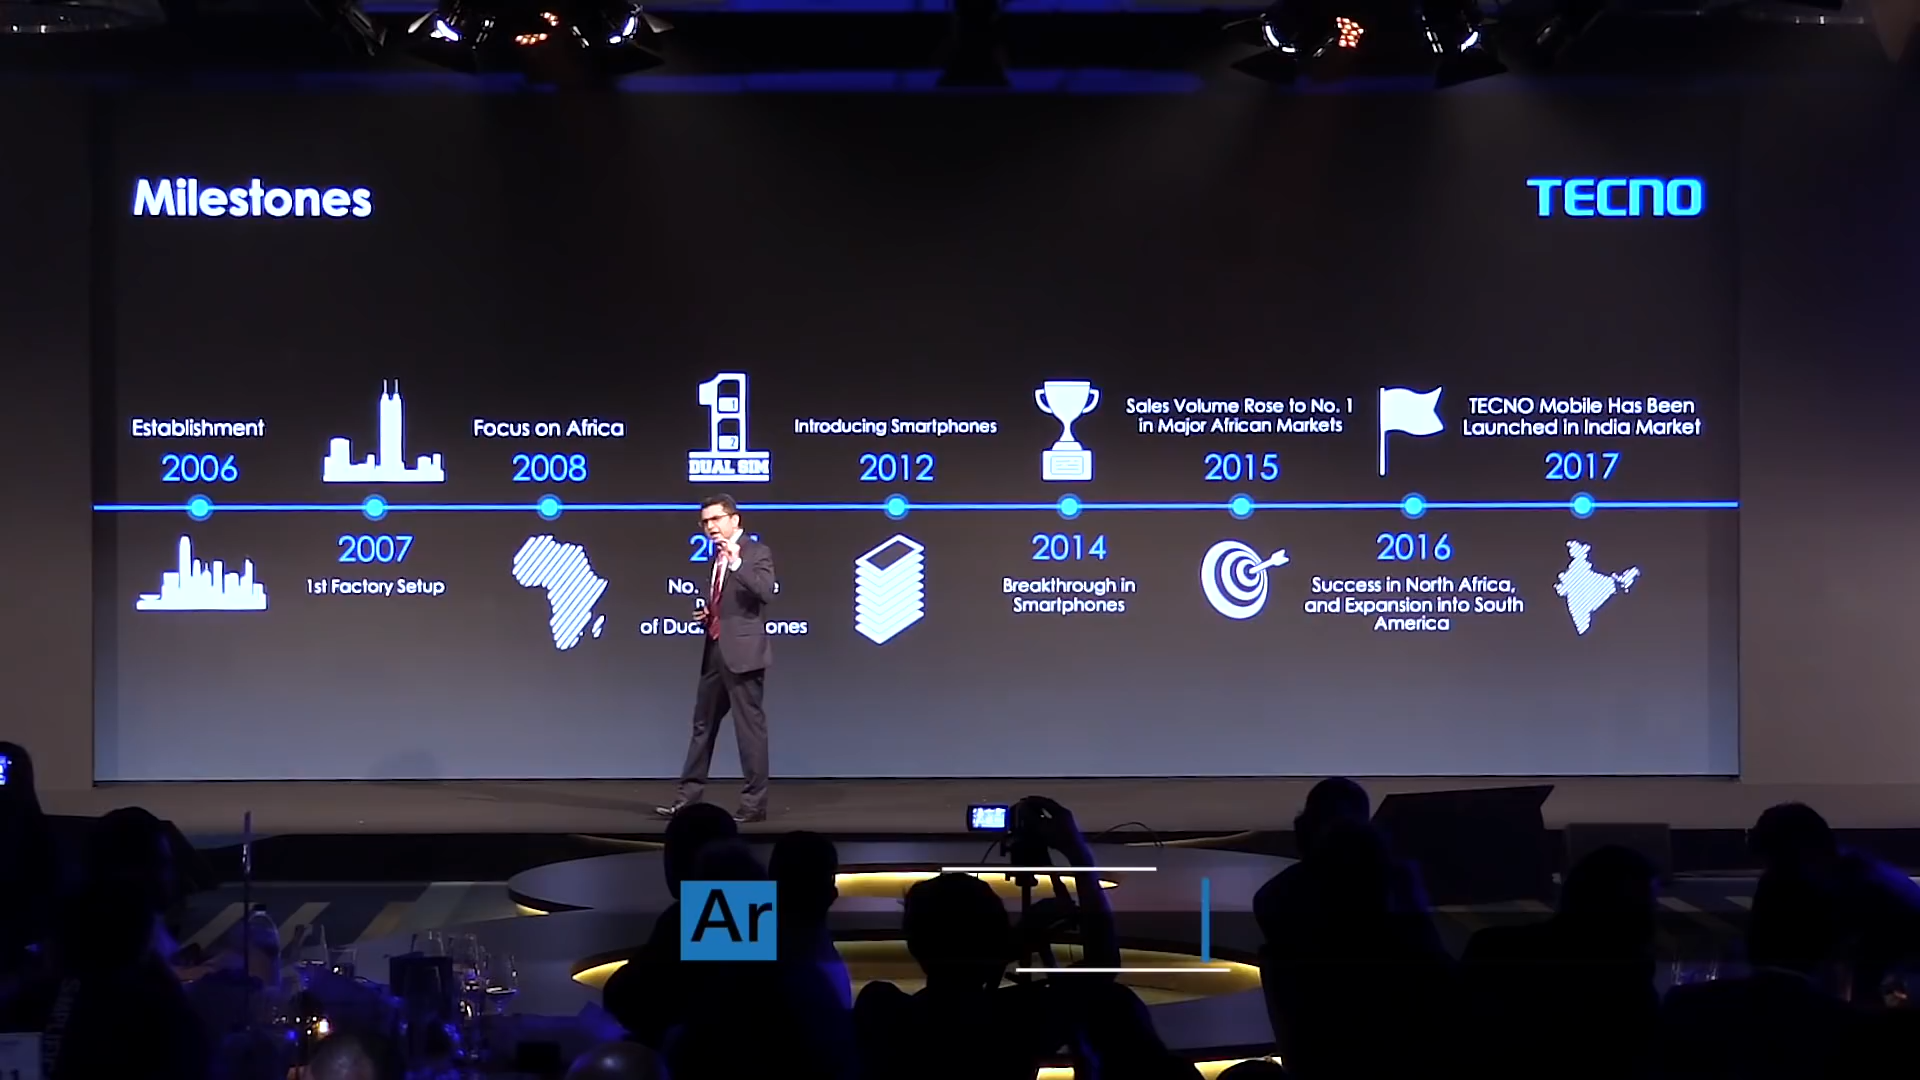 Milestones
TECNO
Establishment
2006
2007
1st Factory Setup
Focus on Africa
2008
1
2
DUAL SIM
No.
of Dua
ones
Introducing Smartphones
2012
2014
Breakthrough in
Smartphones
Sales Volume Rose to No. 1
in Major African Markets
2015
2016
Success in North Africa,
and Expansion into South
America
TECNO Mobile Has Been
Launched in India Market
2017
Ar